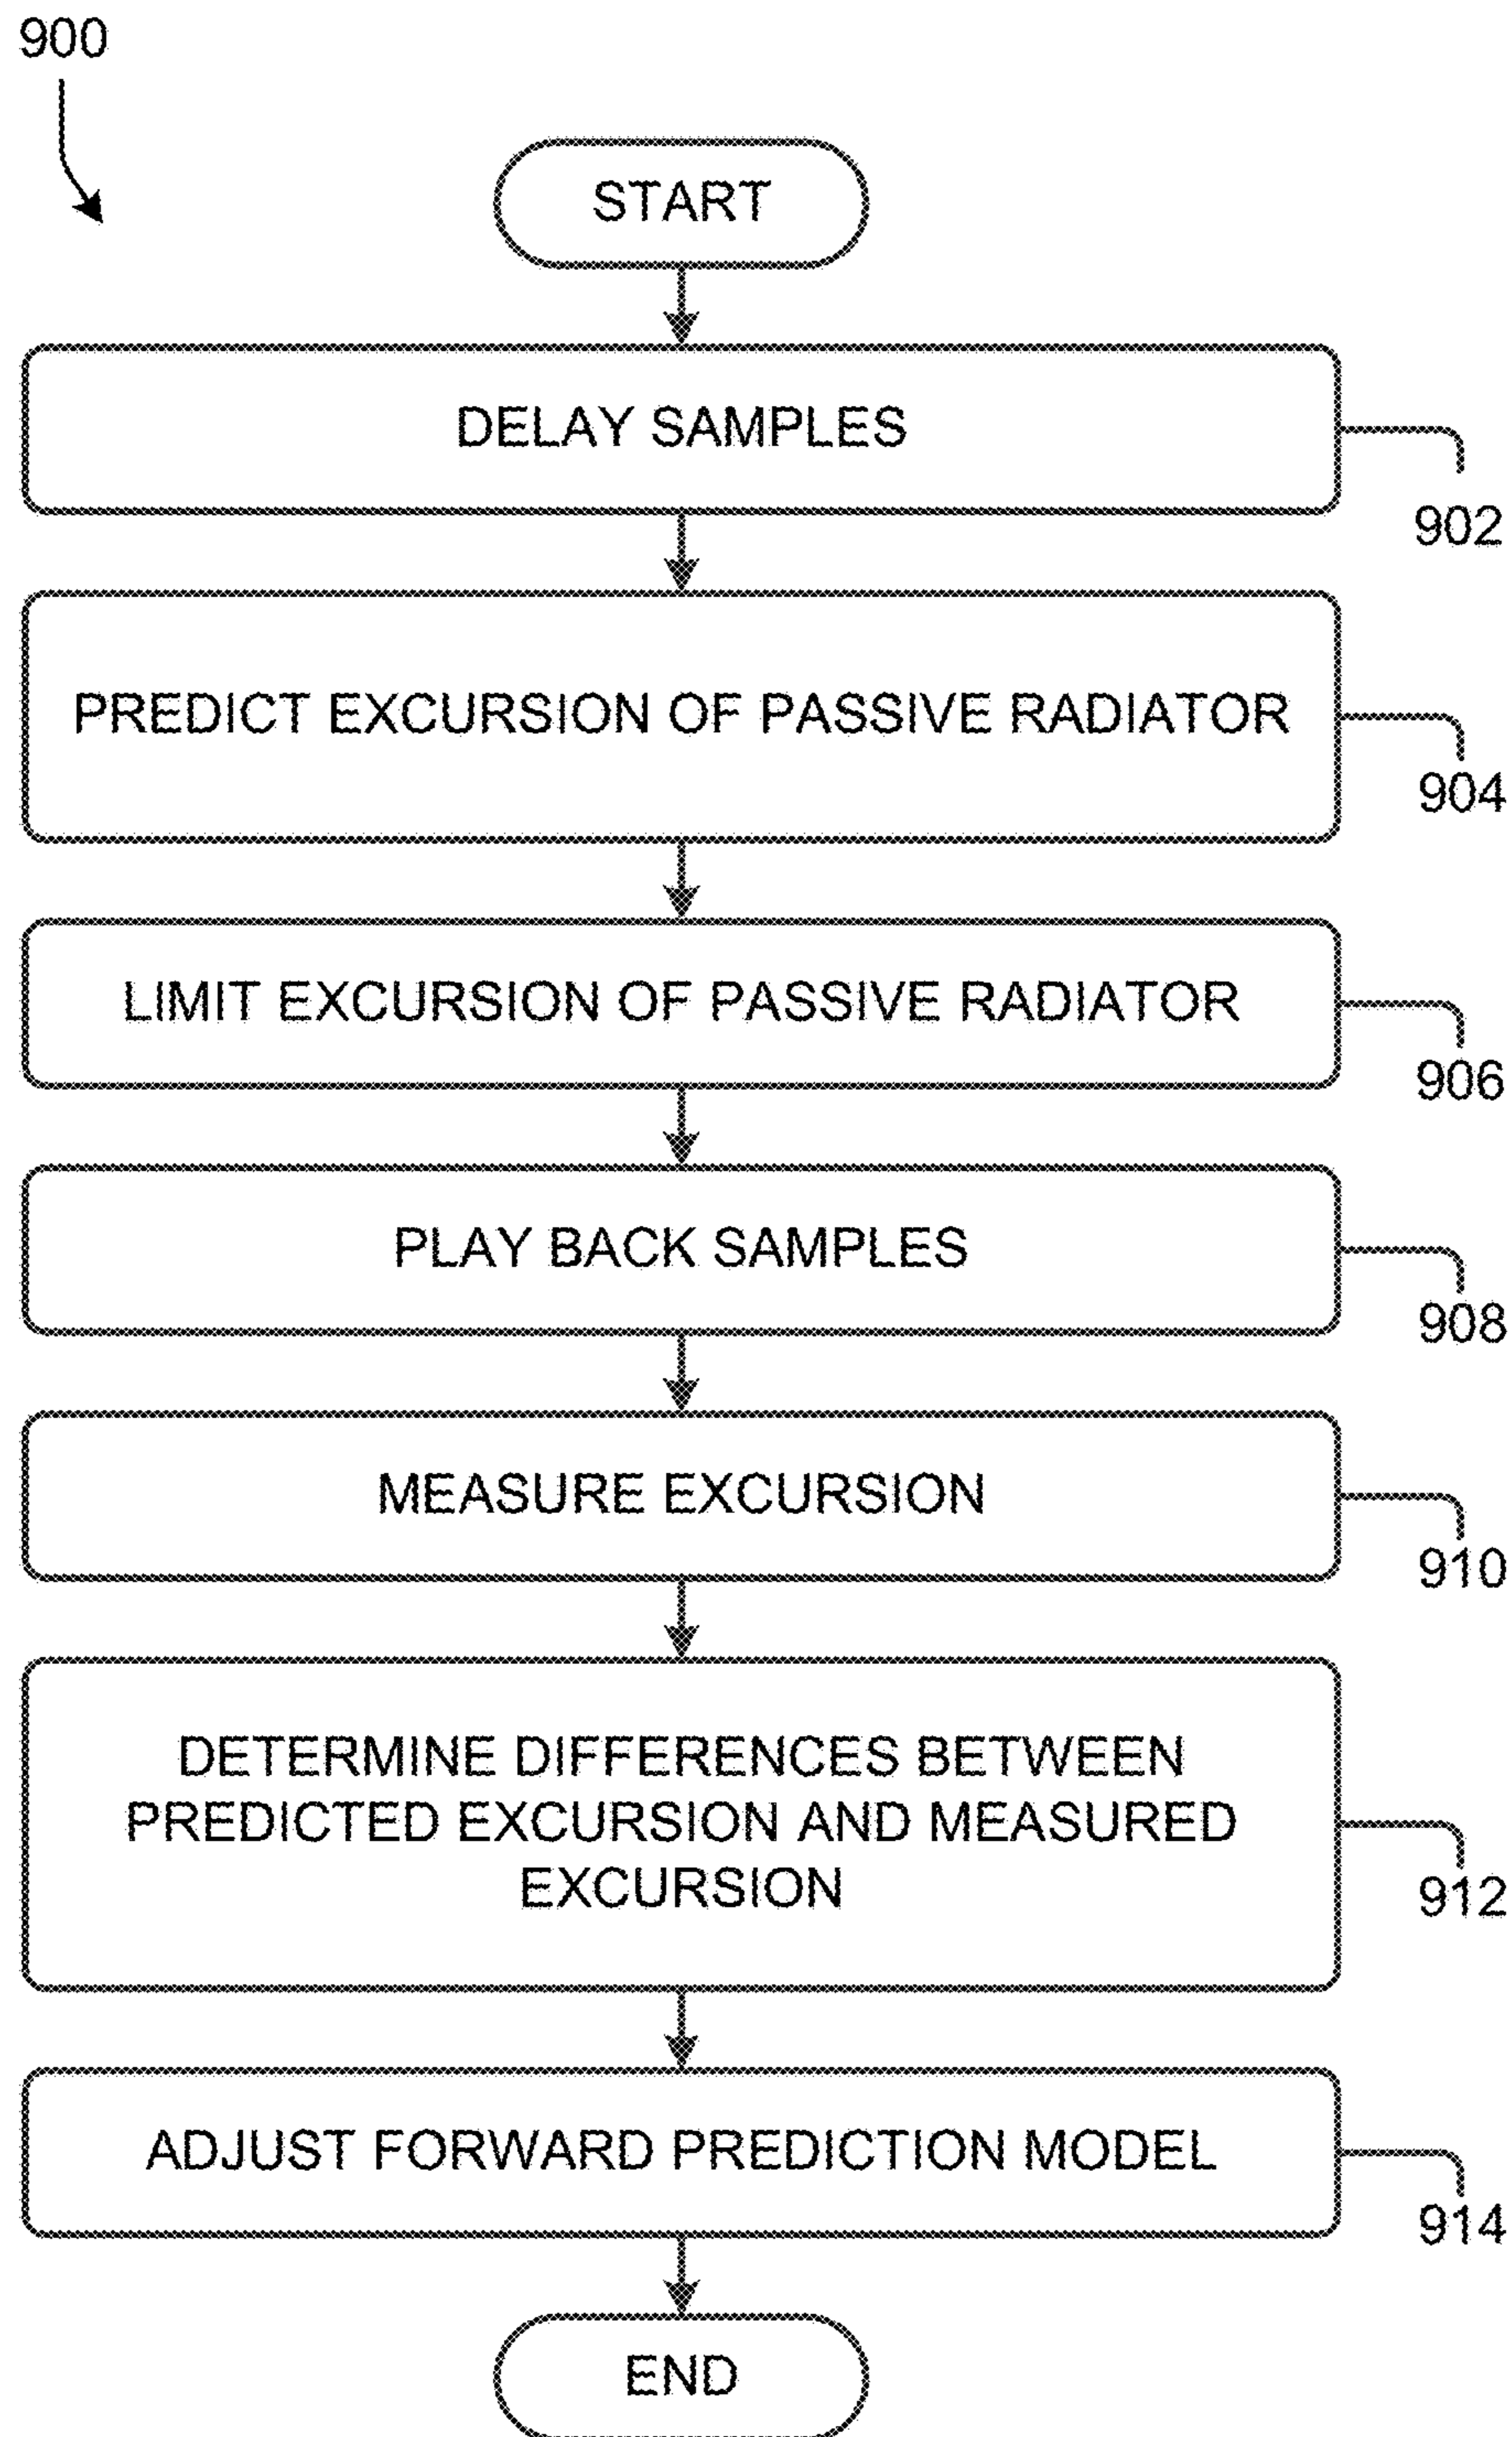 900
START
DELAY SAMPLES
902
PREDICT EXCURSION OF PASSIVE RADIATOR
904
LIMIT EXCURSION OF PASSIVE RADIATOR
906
PLAY BACK SAMPLES
908
MEASURE EXCURSION
910
DETERMINE DIFFERENCES BETWEEN
PREDICTED EXCURSION AND MEASURED
EXCURSION
912
ADJUST FORWARD PREDICTION MODEL
914
END